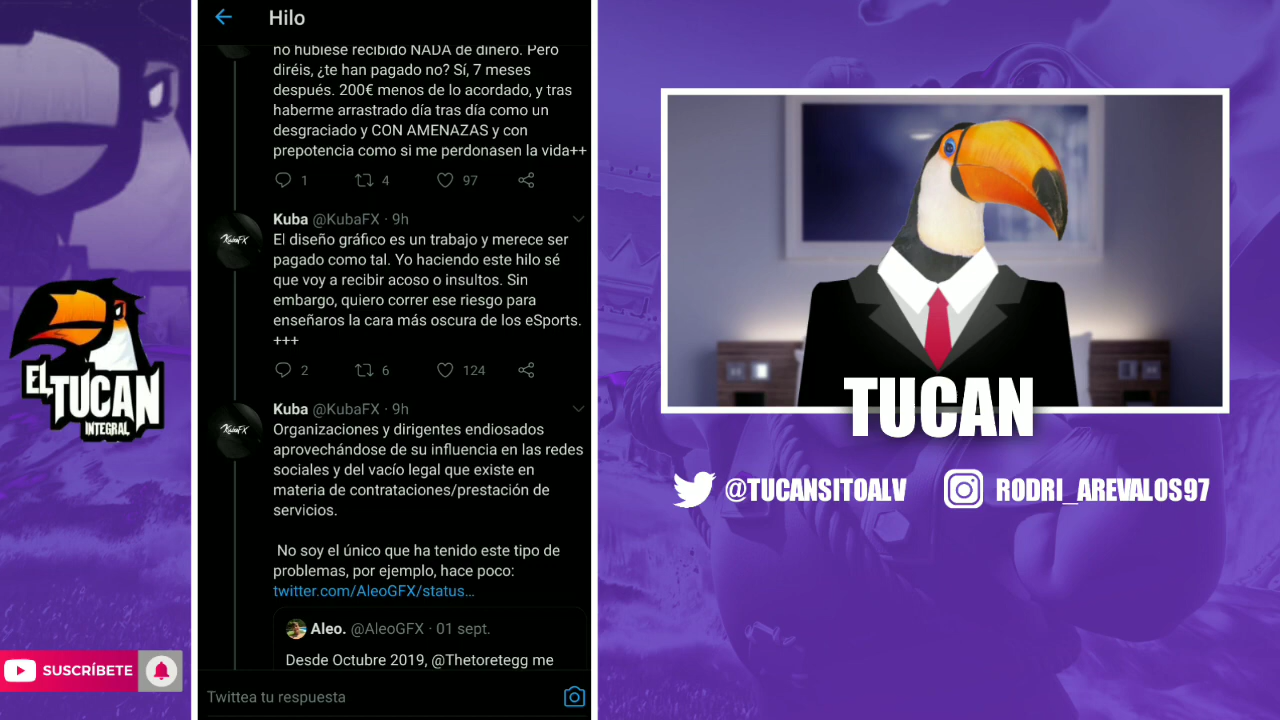 Hilo
no hubiese recibido NADA de dinero. Pero
diréis, ¿te han pagado no? Sí, 7 meses
después. 200€ menos de lo acordado, y tras
haberme arrastrado día tras día como un
desgraciado y CON AMENAZAS y con
prepotencia como si me perdonasen la vida++
1 4 97
Kuba @KubaFX · 9h
El diseño gráfico es un trabajo y merece ser
pagado como tal. Yo haciendo este hilo sé
que voy a recibir acoso o insultos. Sin
embargo, quiero correr ese riesgo para
enseñaros la cara más oscura de los eSports.
+++
2 6 124
Kuba @KubaFX · 9h
Organizaciones y dirigentes endiosados
aprovechándose de su influencia en las redes
sociales y del vacío legal que existe en
materia de contrataciones/prestación de
servicios.
No soy el único que ha tenido este tipo de
problemas, por ejemplo, hace poco:
twitter.com/AleoGFX/status…
Aleo. @AleoGFX · 01 sept.
Desde Octubre 2019, @Thetoretegg me
Twittea tu respuesta
KubaFX
KubaFX
EL
TUCAN
INTEGRAL
SUSCRÍBETE
TUCAN
@TUCANSITOALV
RODRI_AREVALOS97